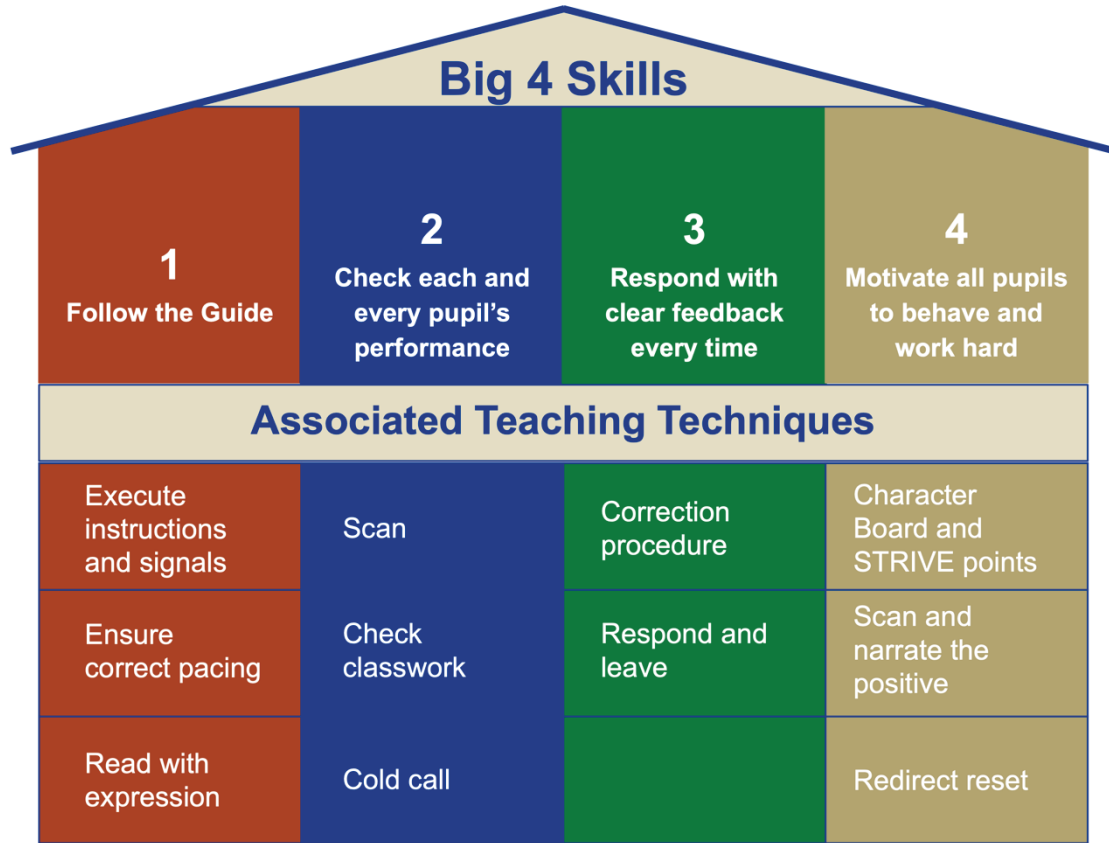 Big 4 Skills
1
Follow the Guide
2
Check each and
every pupil's
performance
3
Respond with
clear feedback
every time
4
Motivate all pupils
to behave and
work hard
Associated Teaching Techniques
Execute
instructions
and signals
Scan
Correction
procedure
Character
Board and
STRIVE points
Ensure
correct pacing
Check
classwork
Respond and
leave
Scan and
narrate the
positive
Read with
expression
Cold call
Redirect reset